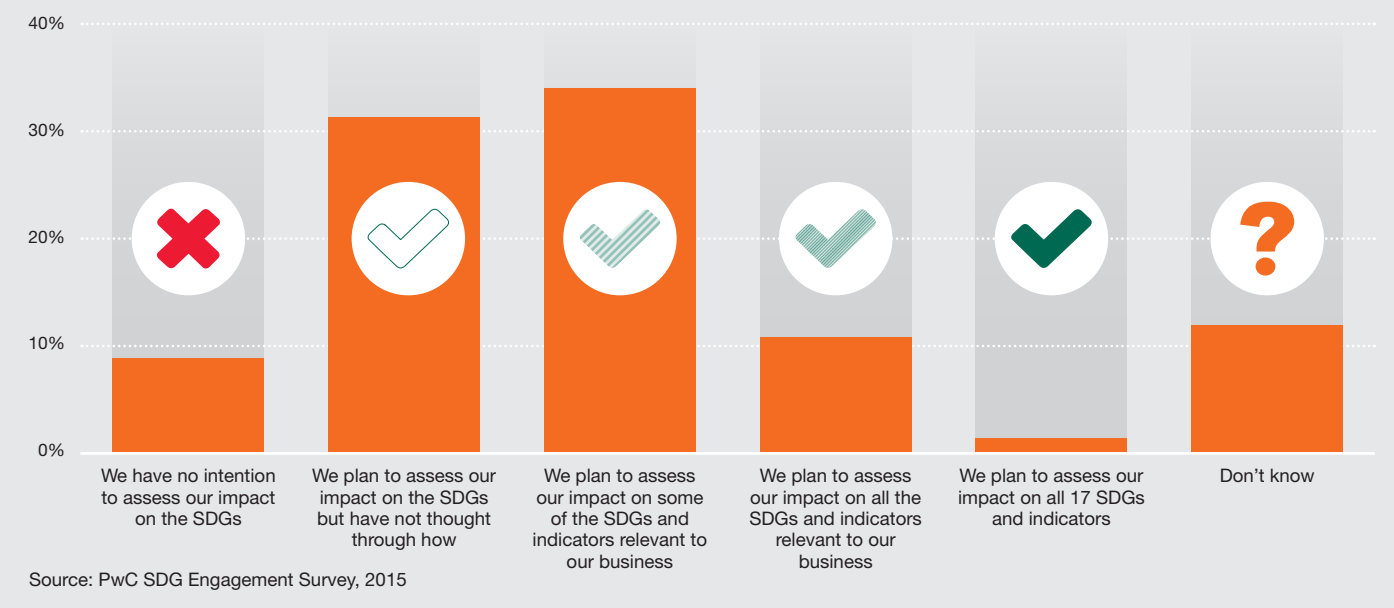 40%
30%
20%
10%
0%
We have no intention
to assess our impact
on the SDGs
We plan to assess our
impact on the SDGs
but have not thought
through how
We plan to assess
our impact on some
of the SDGs and
indicators relevant to
our business
We plan to assess
our impact on all the
SDGs and indicators
relevant to our
business
We plan to assess our
impact on all 17 SDGs
and indicators
Don’t know
?
Source: PwC SDG Engagement Survey, 2015